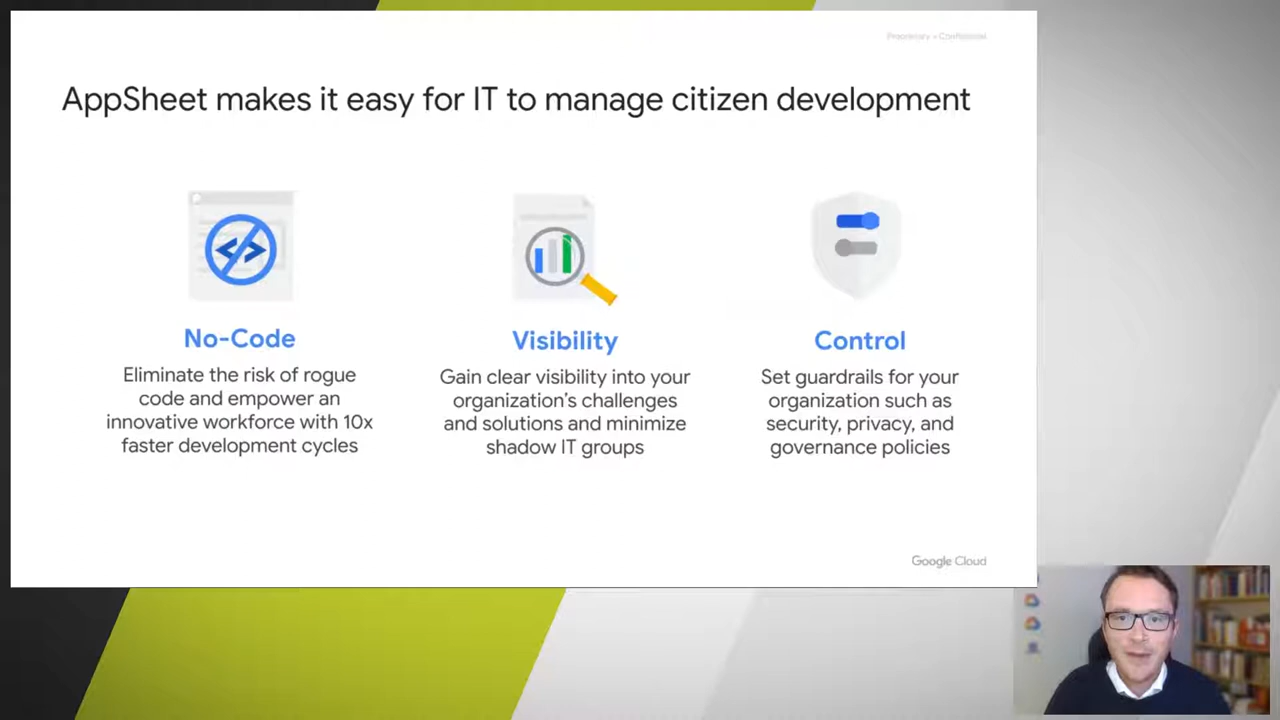 Proprietary + Confidential
AppSheet makes it easy for IT to manage citizen development
No-Code
Eliminate the risk of rogue
code and empower an
innovative workforce with 10x
faster development cycles
Visibility
Gain clear visibility into your
organization’s challenges
and solutions and minimize
shadow IT groups
Control
Set guardrails for your
organization such as
security, privacy, and
governance policies
Google Cloud